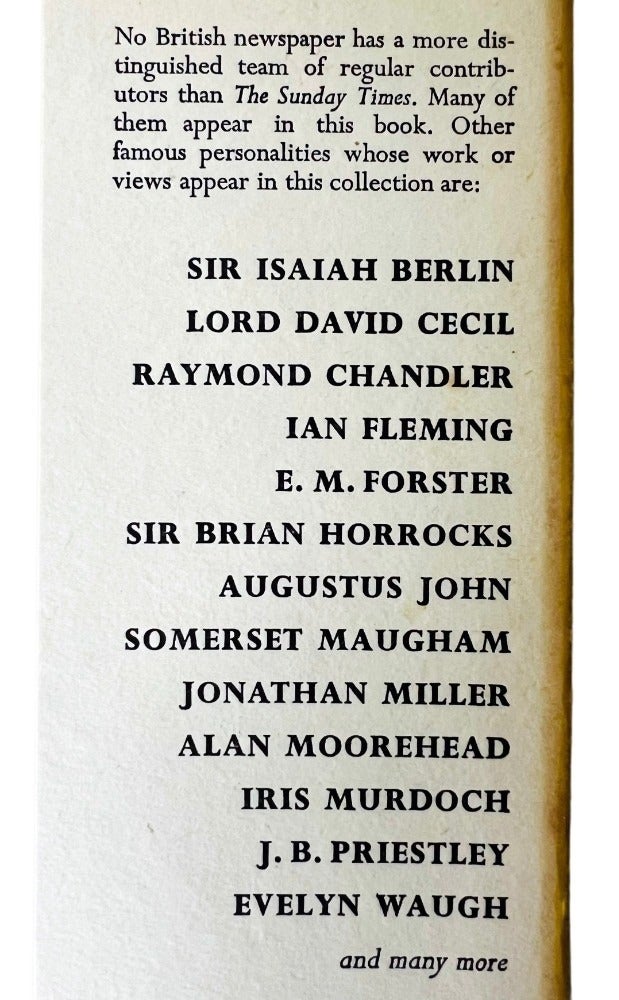 No British newspaper has a more dis-
tinguished team of regular contrib-
utors than The Sunday Times. Many of
them appear in this book. Other
famous personalities whose work or
views appear in this collection are:
SIR ISAIAH BERLIN
LORD DAVID CECIL
RAYMOND CHANDLER
IAN FLEMING
E. M. FORSTER
SIR BRIAN HORROCKS
AUGUSTUS JOHN
SOMERSET MAUGHAM
JONATHAN MILLER
ALAN MOOREHEAD
IRIS MURDOCH
J. B. PRIESTLEY
EVELYN WAUGH
and many more